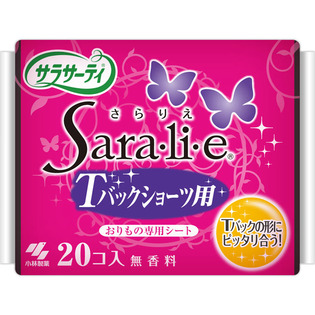 サラサーティ
さらりえ
Sara·li·e®
Tバックショーツ用
おりもの専用シート
Tバックの形に
ピッタリ合う!
小林製薬
20コ入 無香料